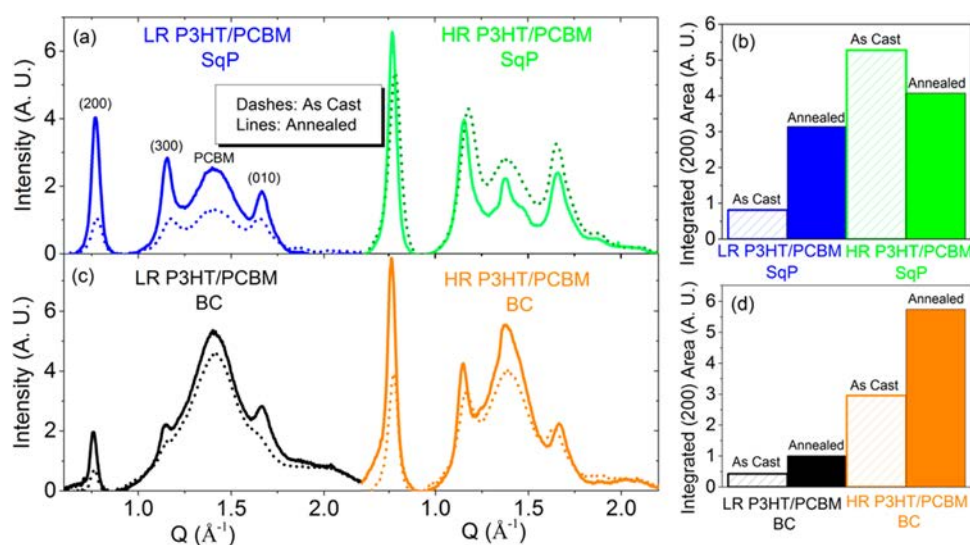 (a)
LR P3HT/PCBM
SqP
HR P3HT/PCBM
SqP
Dashes: As Cast
Lines: Annealed
(200)
(300)
PCBM
(010)
Intensity (A. U.)
6
4
2
0
(b)
Integrated (200) Area (A. U.)
6
5
4
3
2
1
0
As Cast
Annealed
As Cast
Annealed
LR P3HT/PCBM
SqP
HR P3HT/PCBM
SqP
(c)
LR P3HT/PCBM
BC
HR P3HT/PCBM
BC
Intensity (A. U.)
6
4
2
0
1.0
1.5
2.0
1.0
1.5
2.0
Q (Å⁻¹)
Q (Å⁻¹)
(d)
Integrated (200) Area (A. U.)
6
5
4
3
2
1
0
As Cast
Annealed
As Cast
Annealed
LR P3HT/PCBM
BC
HR P3HT/PCBM
BC